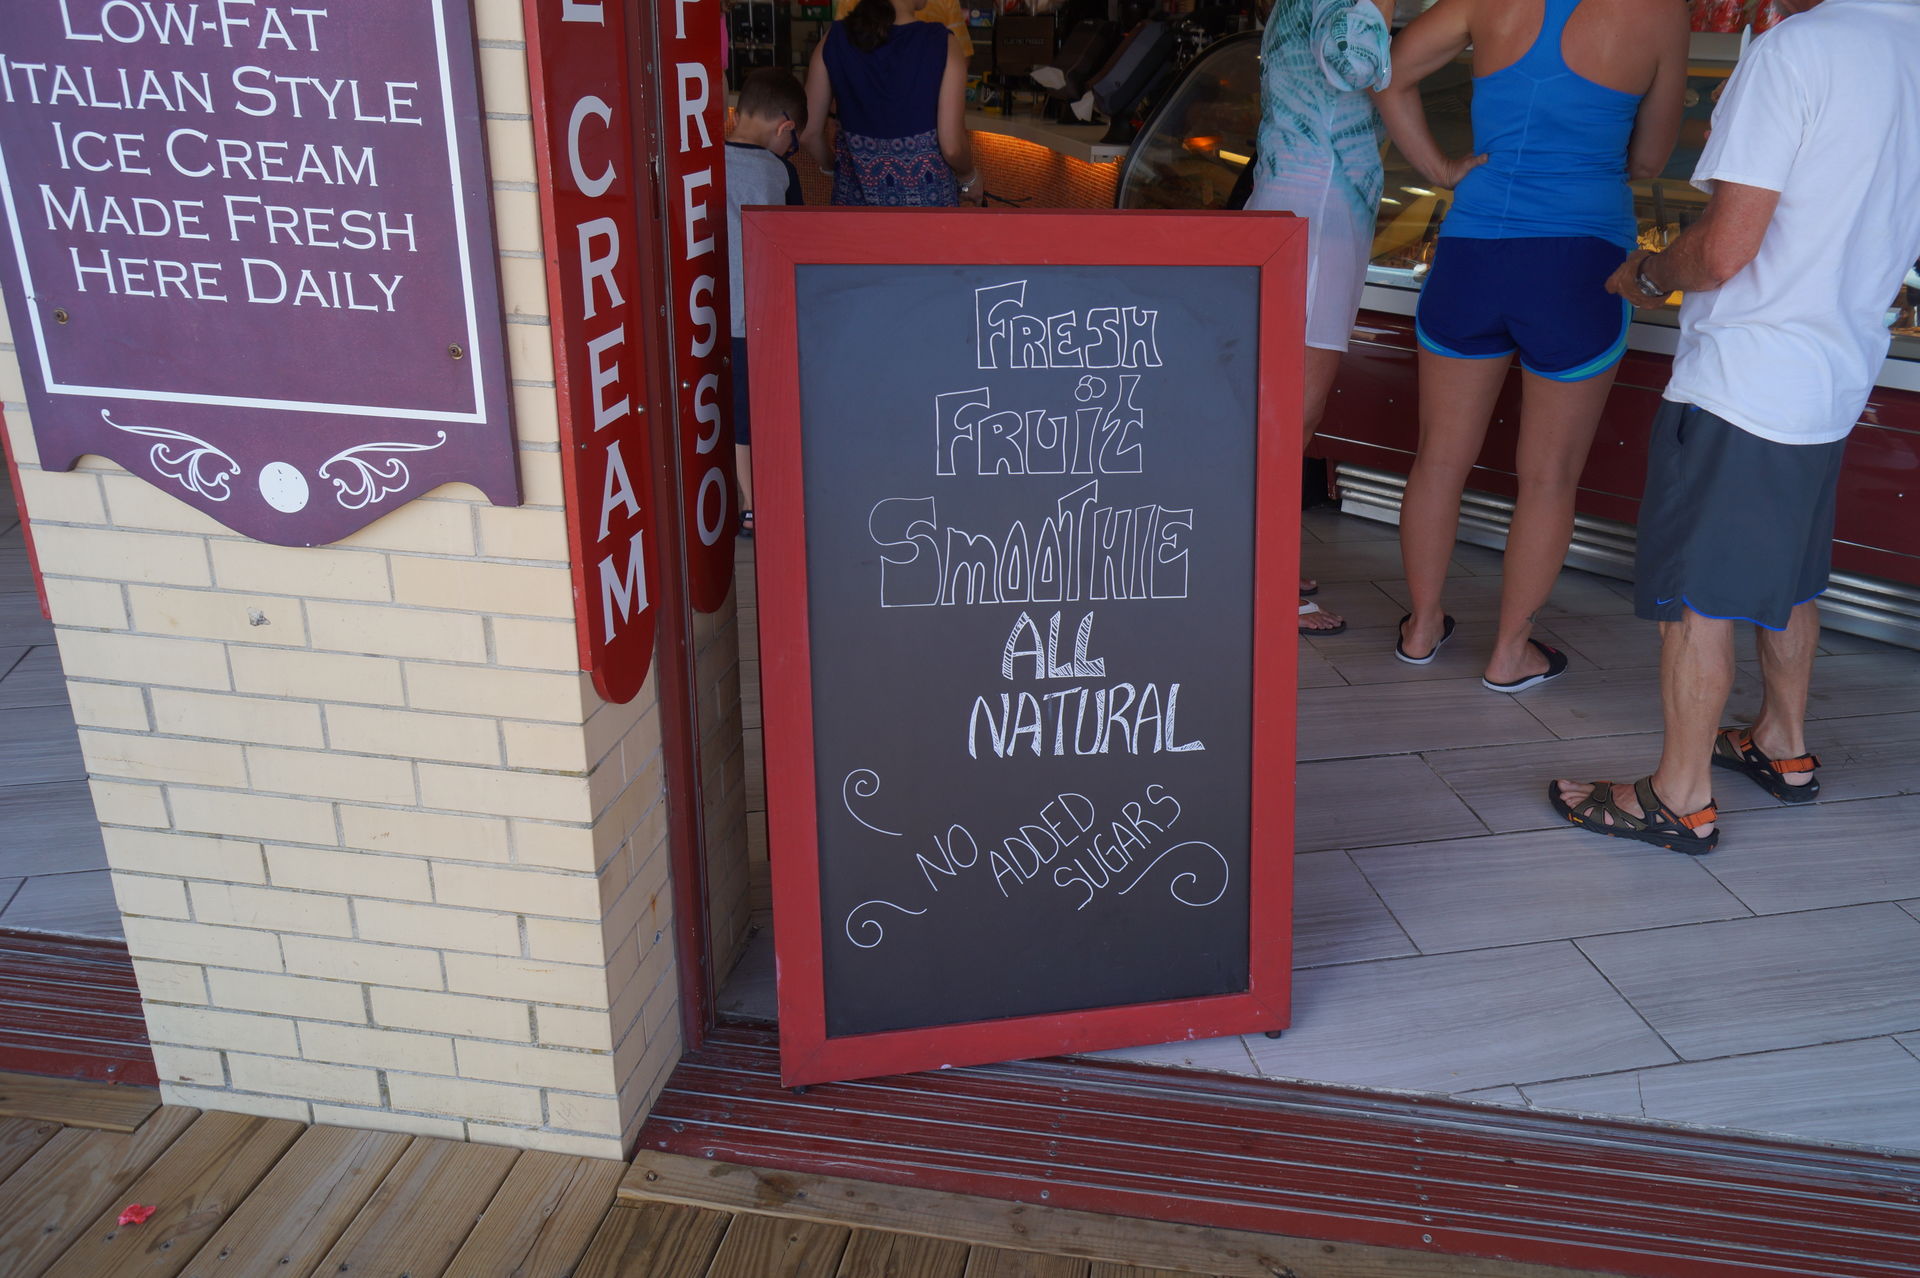 LOW-FAT
ITALIAN STYLE
ICE CREAM
MADE FRESH
HERE DAILY
E CREAM
PRESSO
FRESH
FRUIT
SMOOTHIE
ALL
NATURAL
NO ADDED
SUGARS